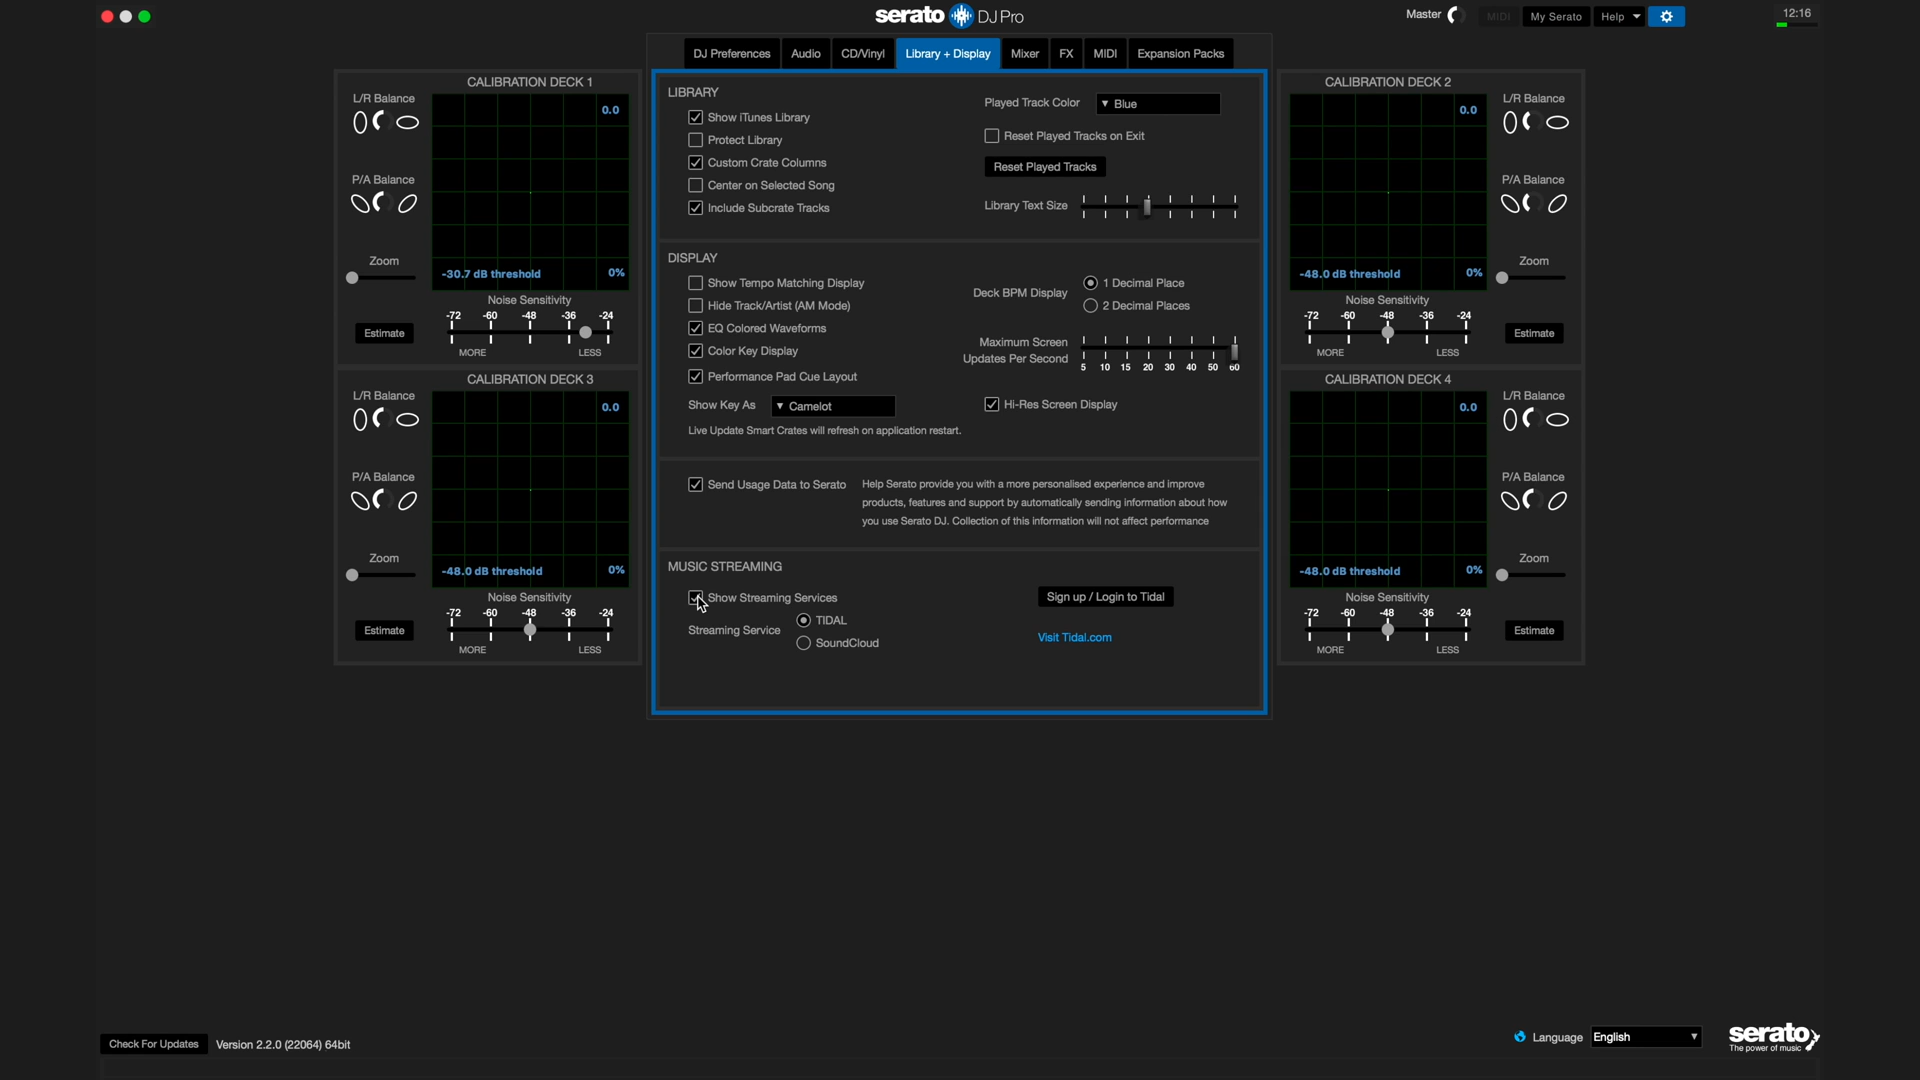 serato DJ Pro
Master
MIDI
My Serato
Help
12:16
DJ Preferences
Audio
CD/Vinyl
Library + Display
Mixer
FX
MIDI
Expansion Packs
CALIBRATION DECK 1
L/R Balance
0.0
P/A Balance
Zoom
-30.7 dB threshold
0%
Noise Sensitivity
-72 -60 -48 -36 -24
Estimate
MORE
LESS
CALIBRATION DECK 3
L/R Balance
0.0
P/A Balance
Zoom
-48.0 dB threshold
0%
Noise Sensitivity
-72 -60 -48 -36 -24
Estimate
MORE
LESS
LIBRARY
Show iTunes Library
Protect Library
Custom Crate Columns
Center on Selected Song
Include Subcrate Tracks
Played Track Color
Blue
Reset Played Tracks on Exit
Reset Played Tracks
Library Text Size
DISPLAY
Show Tempo Matching Display
Hide Track/Artist (AM Mode)
EQ Colored Waveforms
Color Key Display
Performance Pad Cue Layout
Show Key As
Camelot
Live Update Smart Crates will refresh on application restart.
Deck BPM Display
1 Decimal Place
2 Decimal Places
Maximum Screen
Updates Per Second
5 10 15 20 30 40 50 60
Hi-Res Screen Display
Send Usage Data to Serato
Help Serato provide you with a more personalised experience and improve
products, features and support by automatically sending information about how
you use Serato DJ. Collection of this information will not affect performance
MUSIC STREAMING
Show Streaming Services
Streaming Service
TIDAL
SoundCloud
Sign up / Login to Tidal
Visit Tidal.com
CALIBRATION DECK 2
0.0
L/R Balance
P/A Balance
Zoom
-48.0 dB threshold
0%
Noise Sensitivity
-72 -60 -48 -36 -24
Estimate
MORE
LESS
CALIBRATION DECK 4
0.0
L/R Balance
P/A Balance
Zoom
-48.0 dB threshold
0%
Noise Sensitivity
-72 -60 -48 -36 -24
Estimate
MORE
LESS
Check For Updates
Version 2.2.0 (22064) 64bit
Language
English
serato
The power of music